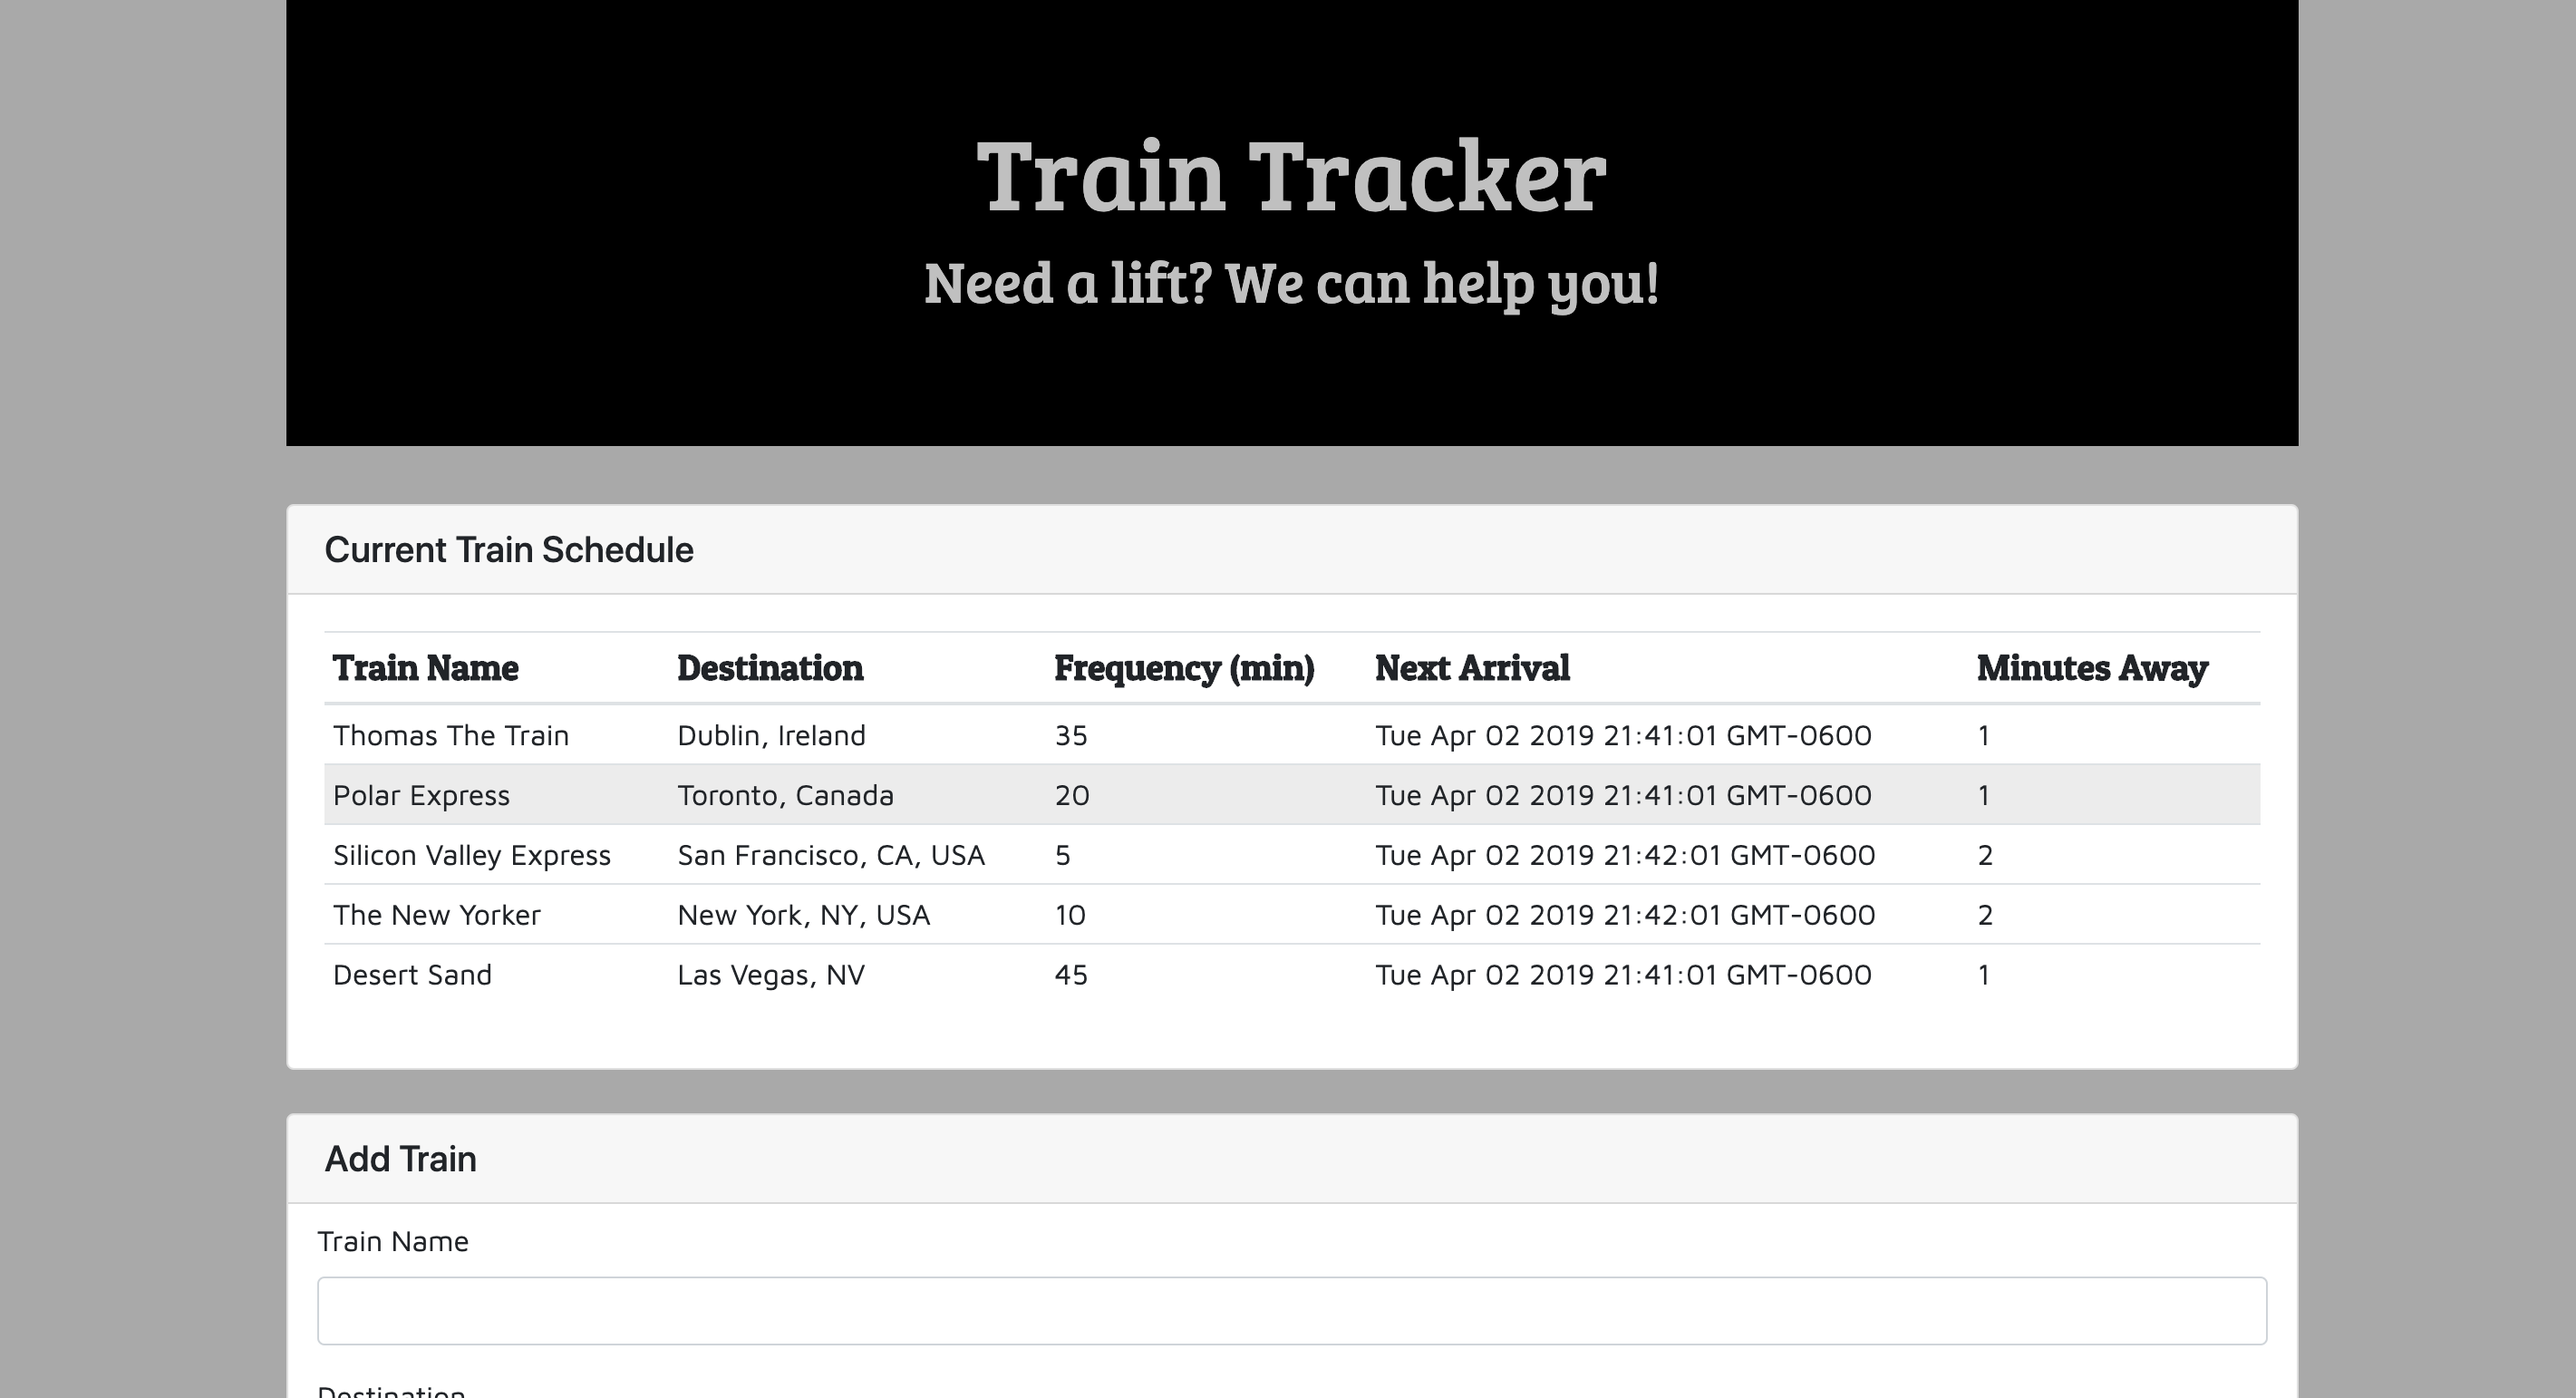 Train Tracker
Need a lift? We can help you!
Current Train Schedule
Train Name Destination Frequency (min) Next Arrival Minutes Away
Thomas The Train Dublin, Ireland 35 Tue Apr 02 2019 21:41:01 GMT-0600 1
Polar Express Toronto, Canada 20 Tue Apr 02 2019 21:41:01 GMT-0600 1
Silicon Valley Express San Francisco, CA, USA 5 Tue Apr 02 2019 21:42:01 GMT-0600 2
The New Yorker New York, NY, USA 10 Tue Apr 02 2019 21:42:01 GMT-0600 2
Desert Sand Las Vegas, NV 45 Tue Apr 02 2019 21:41:01 GMT-0600 1
Add Train
Train Name
Destination